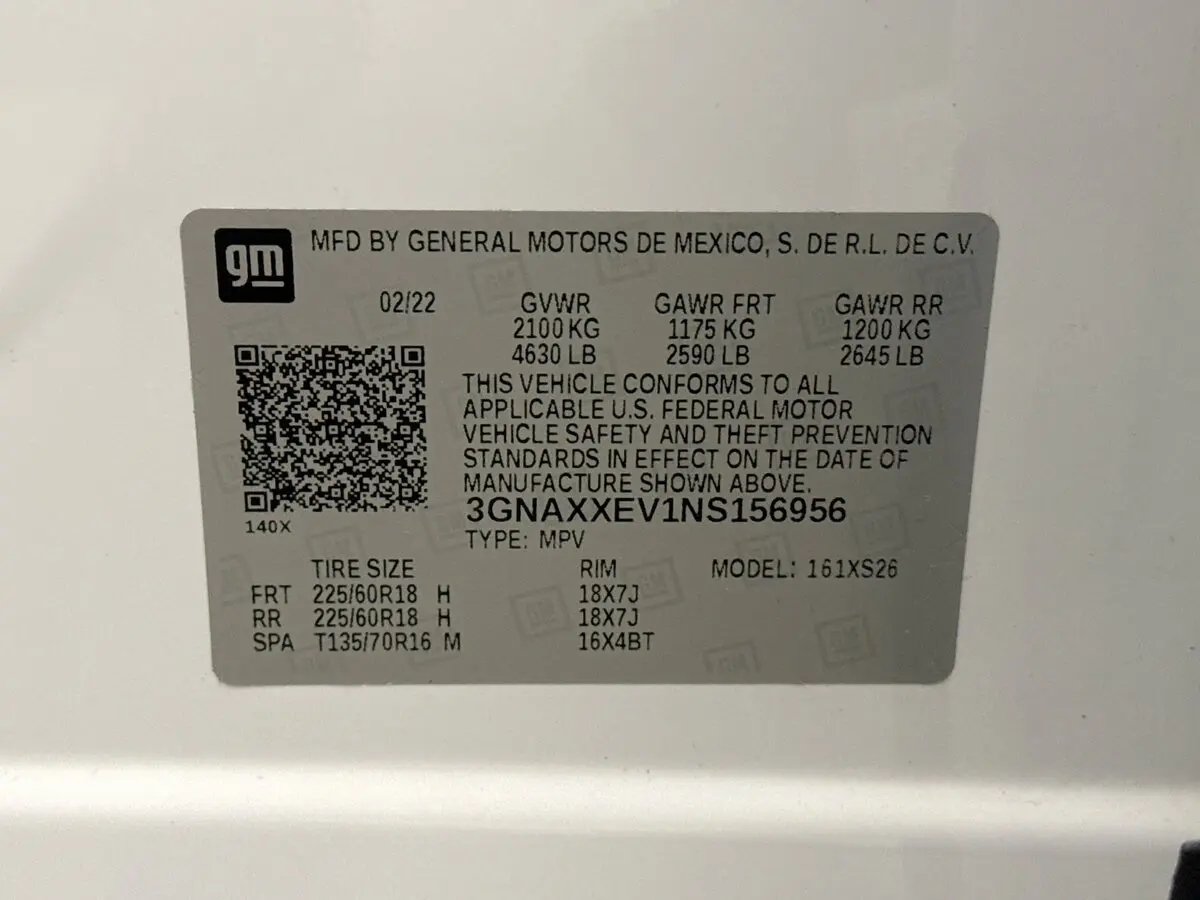 gm MFD BY GENERAL MOTORS DE MEXICO, S. DE R.L. DE C.V.
02/22 GVWR GAWR FRT GAWR RR
2100 KG 1175 KG 1200 KG
4630 LB 2590 LB 2645 LB
THIS VEHICLE CONFORMS TO ALL
APPLICABLE U.S. FEDERAL MOTOR
VEHICLE SAFETY AND THEFT PREVENTION
STANDARDS IN EFFECT ON THE DATE OF
MANUFACTURE SHOWN ABOVE.
3GNAXXEV1NS156956
140X
TYPE: MPV
TIRE SIZE RIM MODEL: 161XS26
FRT 225/60R18 H 18X7J
RR 225/60R18 H 18X7J
SPA T135/70R16 M 16X4BT